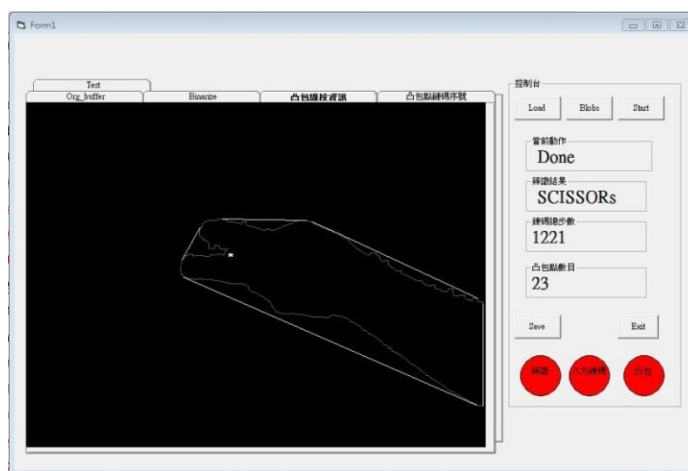 Form1
Test
Org_buffer
Binarize
凸包線段資訊
凸包點鏈碼序號
控制台
Load
Blobs
Start
當前動作
Done
辨識結果
SCISSORs
鏈碼總步數
1221
凸包點數目
23
Save
Exit
辨識
八方鏈碼
凸包